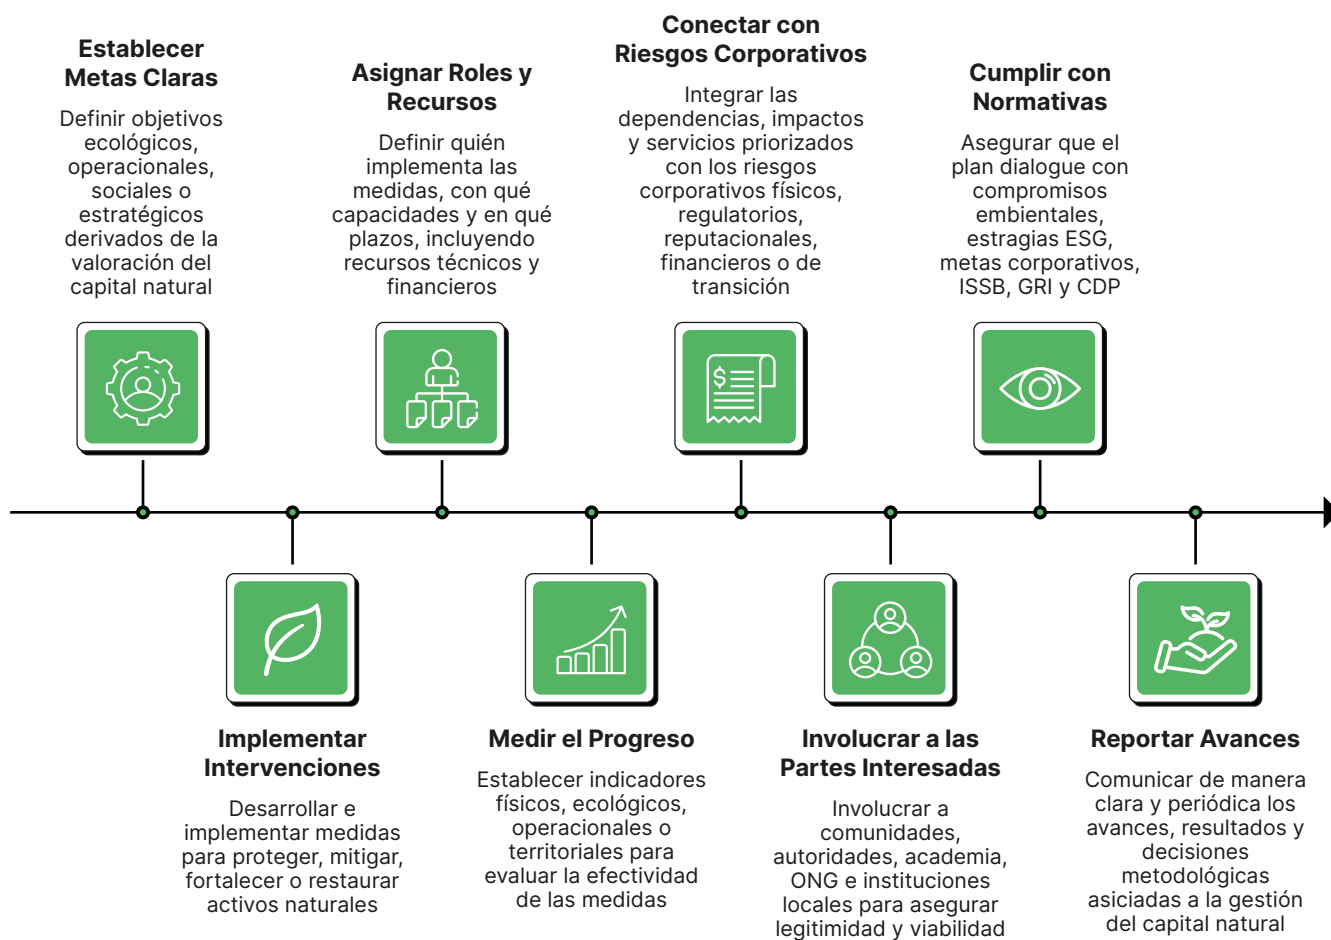 Establecer
Metas Claras
Definir objetivos
ecológicos,
operacionales,
sociales o
estratégicos
derivados de la
valoración del
capital natural
Implementar
Intervenciones
Desarrollar e
implementar medidas
para proteger, mitigar,
fortalecer o restaurar
activos naturales
Asignar Roles y
Recursos
Definir quién
implementa las
medidas, con qué
capacidades y en qué
plazos, incluyendo
recursos técnicos y
financieros
Medir el Progreso
Establecer indicadores
físicos, ecológicos,
operacionales o
territoriales para
evaluar la efectividad
de las medidas
Conectar con
Riesgos Corporativos
Integrar las
dependencias, impactos
y servicios priorizados
con los riesgos
corporativos físicos,
regulatorios,
reputacionales,
financieros o de
transición
$
Involucrar a las
Partes Interesadas
Involucrar a
comunidades,
autoridades, academia,
ONG e instituciones
locales para asegurar
legitimidad y viabilidad
Cumplir con
Normativas
Asegurar que el
plan dialogue con
compromisos
embientales,
estragias ESG,
metas corporativos,
ISSB, GRI y CDP
Reportar Avances
Comunicar de manera
clara y periódica los
avances, resultados y
decisiones
metodológicas
asiciadas a la gestión
del capital natural